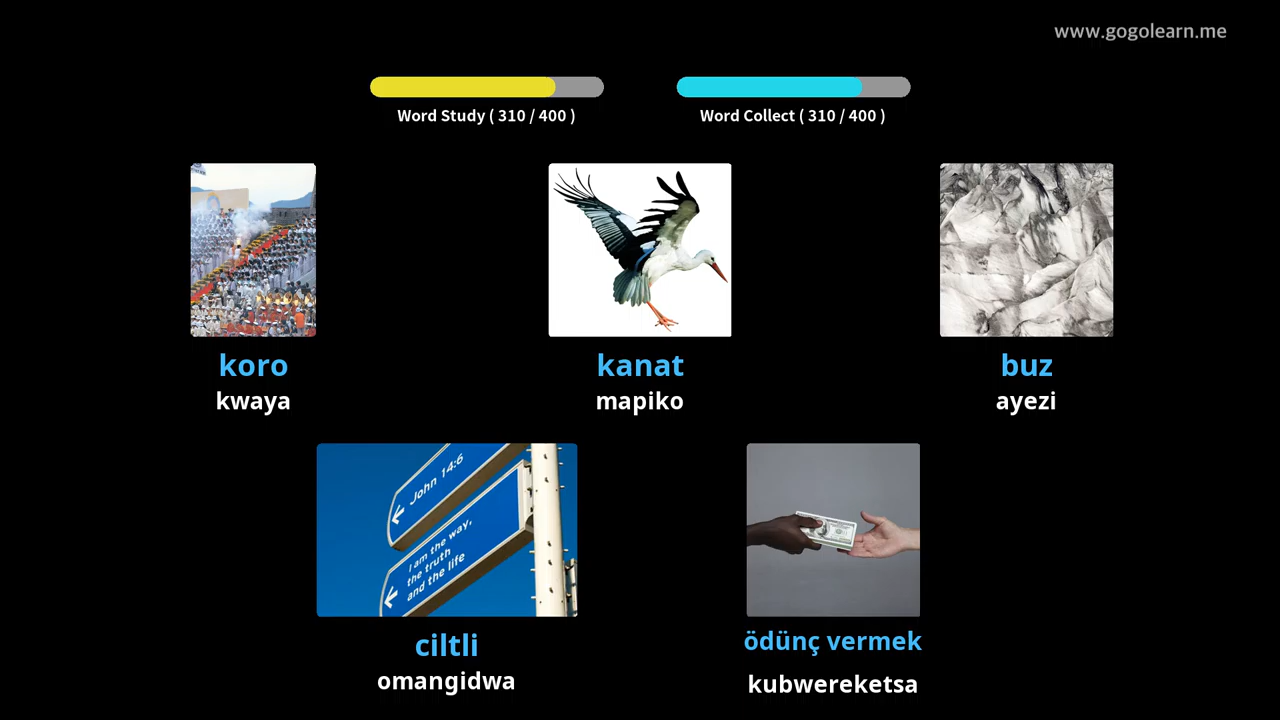 www.gogolearn.me
Word Study ( 310 / 400 )
Word Collect ( 310 / 400 )
koro
kwaya
kanat
mapiko
buz
ayezi
John 14:6
I am the way,
the truth
and the life
ciltli
omangidwa
ödünç vermek
kubwereketsa